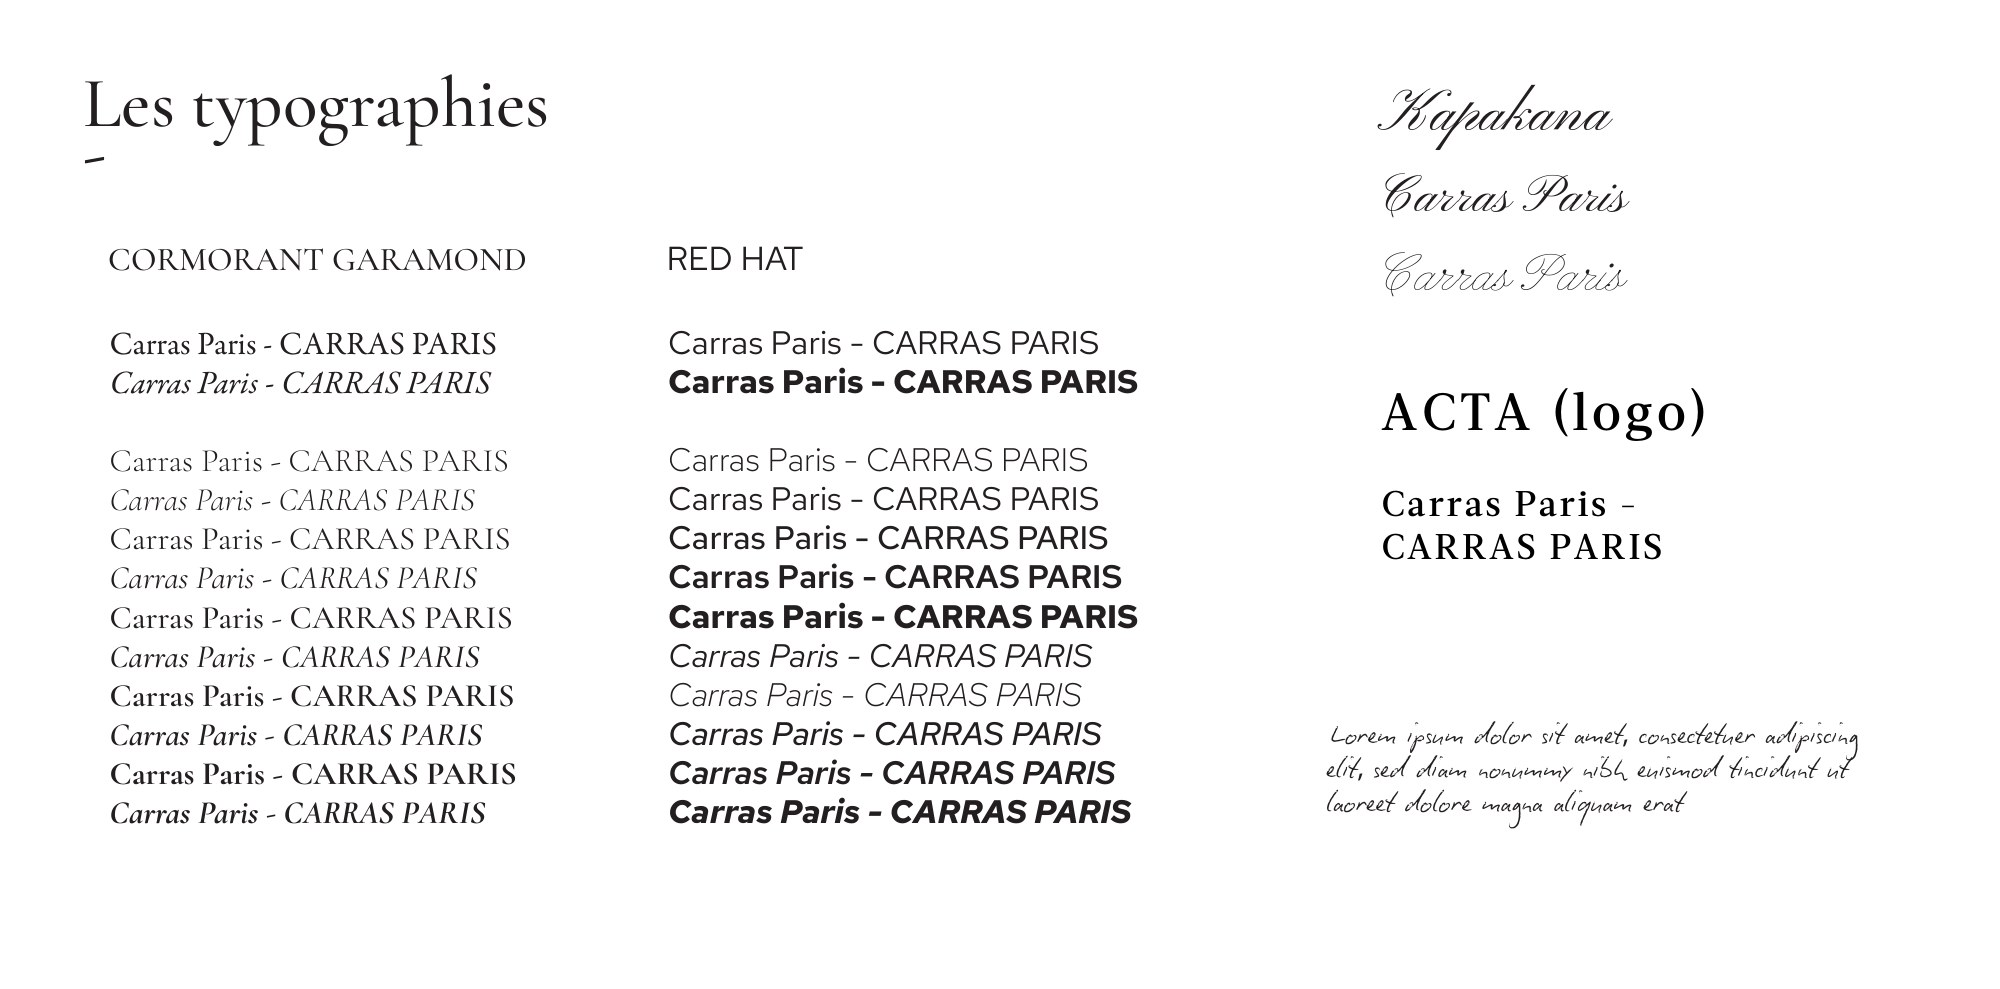 Les typographies
CORMORANT GARAMOND
Carras Paris - CARRAS PARIS
Carras Paris - CARRAS PARIS
Carras Paris - CARRAS PARIS
Carras Paris - CARRAS PARIS
Carras Paris - CARRAS PARIS
Carras Paris - CARRAS PARIS
Carras Paris - CARRAS PARIS
Carras Paris - CARRAS PARIS
Carras Paris - CARRAS PARIS
Carras Paris - CARRAS PARIS
Carras Paris - CARRAS PARIS
Carras Paris - CARRAS PARIS
RED HAT
Carras Paris - CARRAS PARIS
Carras Paris - CARRAS PARIS
Carras Paris - CARRAS PARIS
Carras Paris - CARRAS PARIS
Carras Paris - CARRAS PARIS
Carras Paris - CARRAS PARIS
Carras Paris - CARRAS PARIS
Carras Paris - CARRAS PARIS
Carras Paris - CARRAS PARIS
Carras Paris - CARRAS PARIS
Carras Paris - CARRAS PARIS
Carras Paris - CARRAS PARIS
Kapakana
Carras Paris
Carras Paris
ACTA (logo)
Carras Paris -
CARRAS PARIS
Lorem ipsum dolor sit amet, consectetuer adipiscing
elit, sed diam nonummy nibh euismod tincidunt ut
laoreet dolore magna aliquam erat